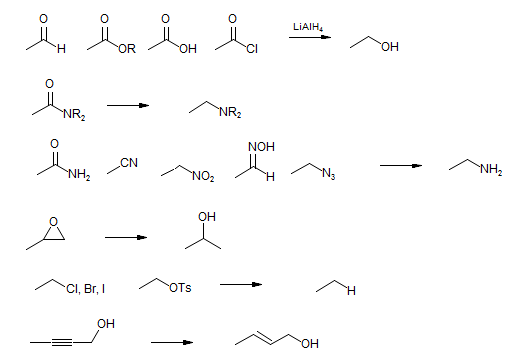 O O O O
H OR OH Cl LiAlH4 OH
O
NR2 NR2
NOH
O CN
NH2 NO2 H N3 NH2
OH
O
Cl, Br, I OTs H
OH
OH